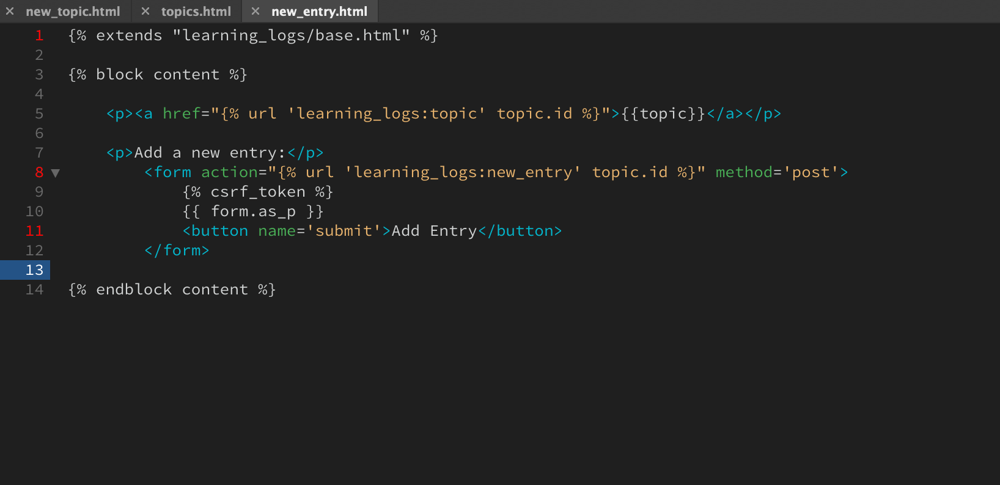 × new_topic.html × topics.html × new_entry.html
1 {% extends "learning_logs/base.html" %}
2
3 {% block content %}
4
5 <p><a href="{% url 'learning_logs:topic' topic.id %}">{{topic}}</a></p>
6
7 <p>Add a new entry:</p>
8 ▼ <form action="{% url 'learning_logs:new_entry' topic.id %}" method='post'>
9 {% csrf_token %}
10 {{ form.as_p }}
11 <button name='submit'>Add Entry</button>
12 </form>
13
14 {% endblock content %}